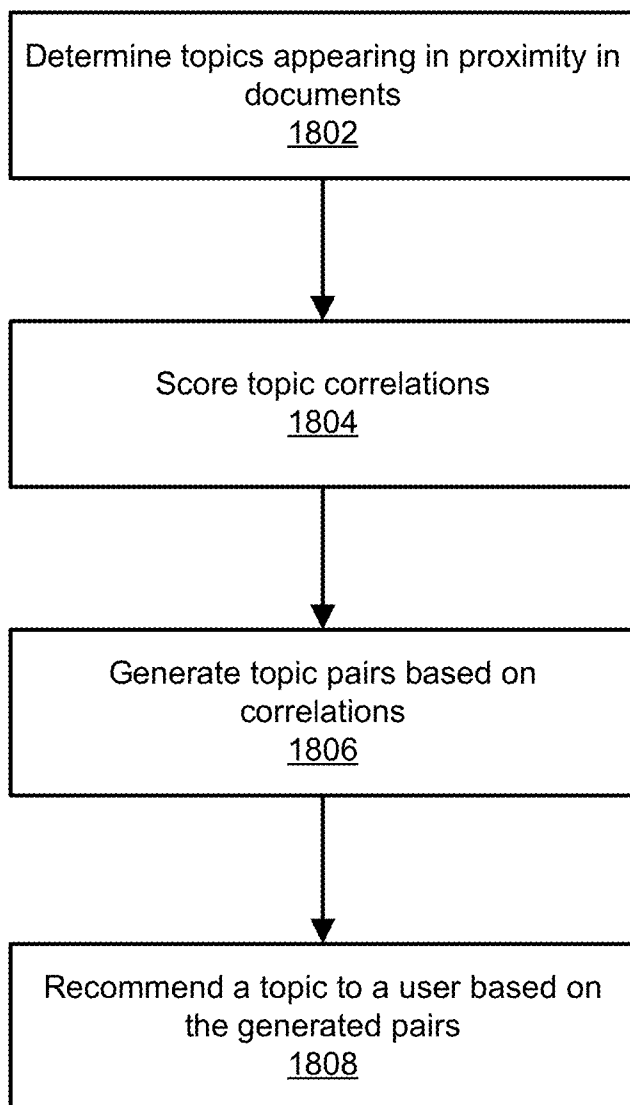 Determine topics appearing in proximity in
documents
1802
Score topic correlations
1804
Generate topic pairs based on
correlations
1806
Recommend a topic to a user based on
the generated pairs
1808